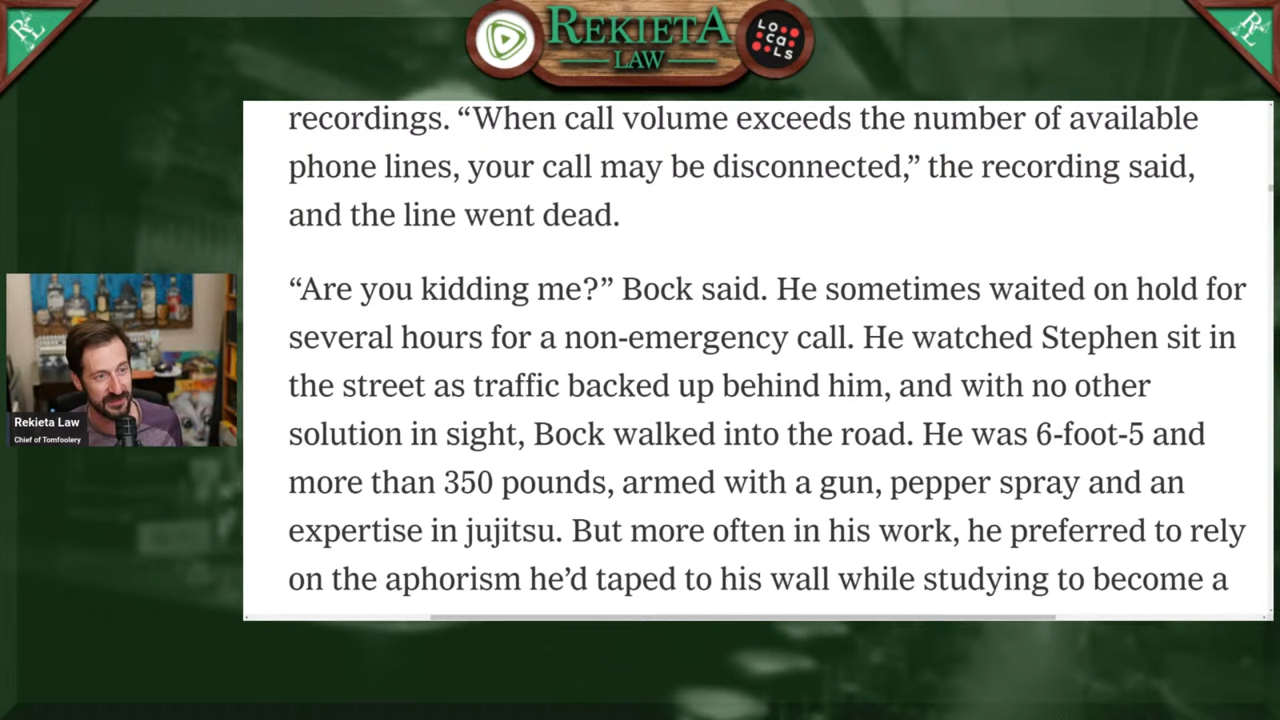 RL
REKIETA
LAW
LOCALS
RL
recordings. “When call volume exceeds the number of available
phone lines, your call may be disconnected,” the recording said,
and the line went dead.
“Are you kidding me?” Bock said. He sometimes waited on hold for
several hours for a non-emergency call. He watched Stephen sit in
the street as traffic backed up behind him, and with no other
solution in sight, Bock walked into the road. He was 6-foot-5 and
more than 350 pounds, armed with a gun, pepper spray and an
expertise in jujitsu. But more often in his work, he preferred to rely
on the aphorism he’d taped to his wall while studying to become a
Rekieta Law
Chief of Tomfoolery